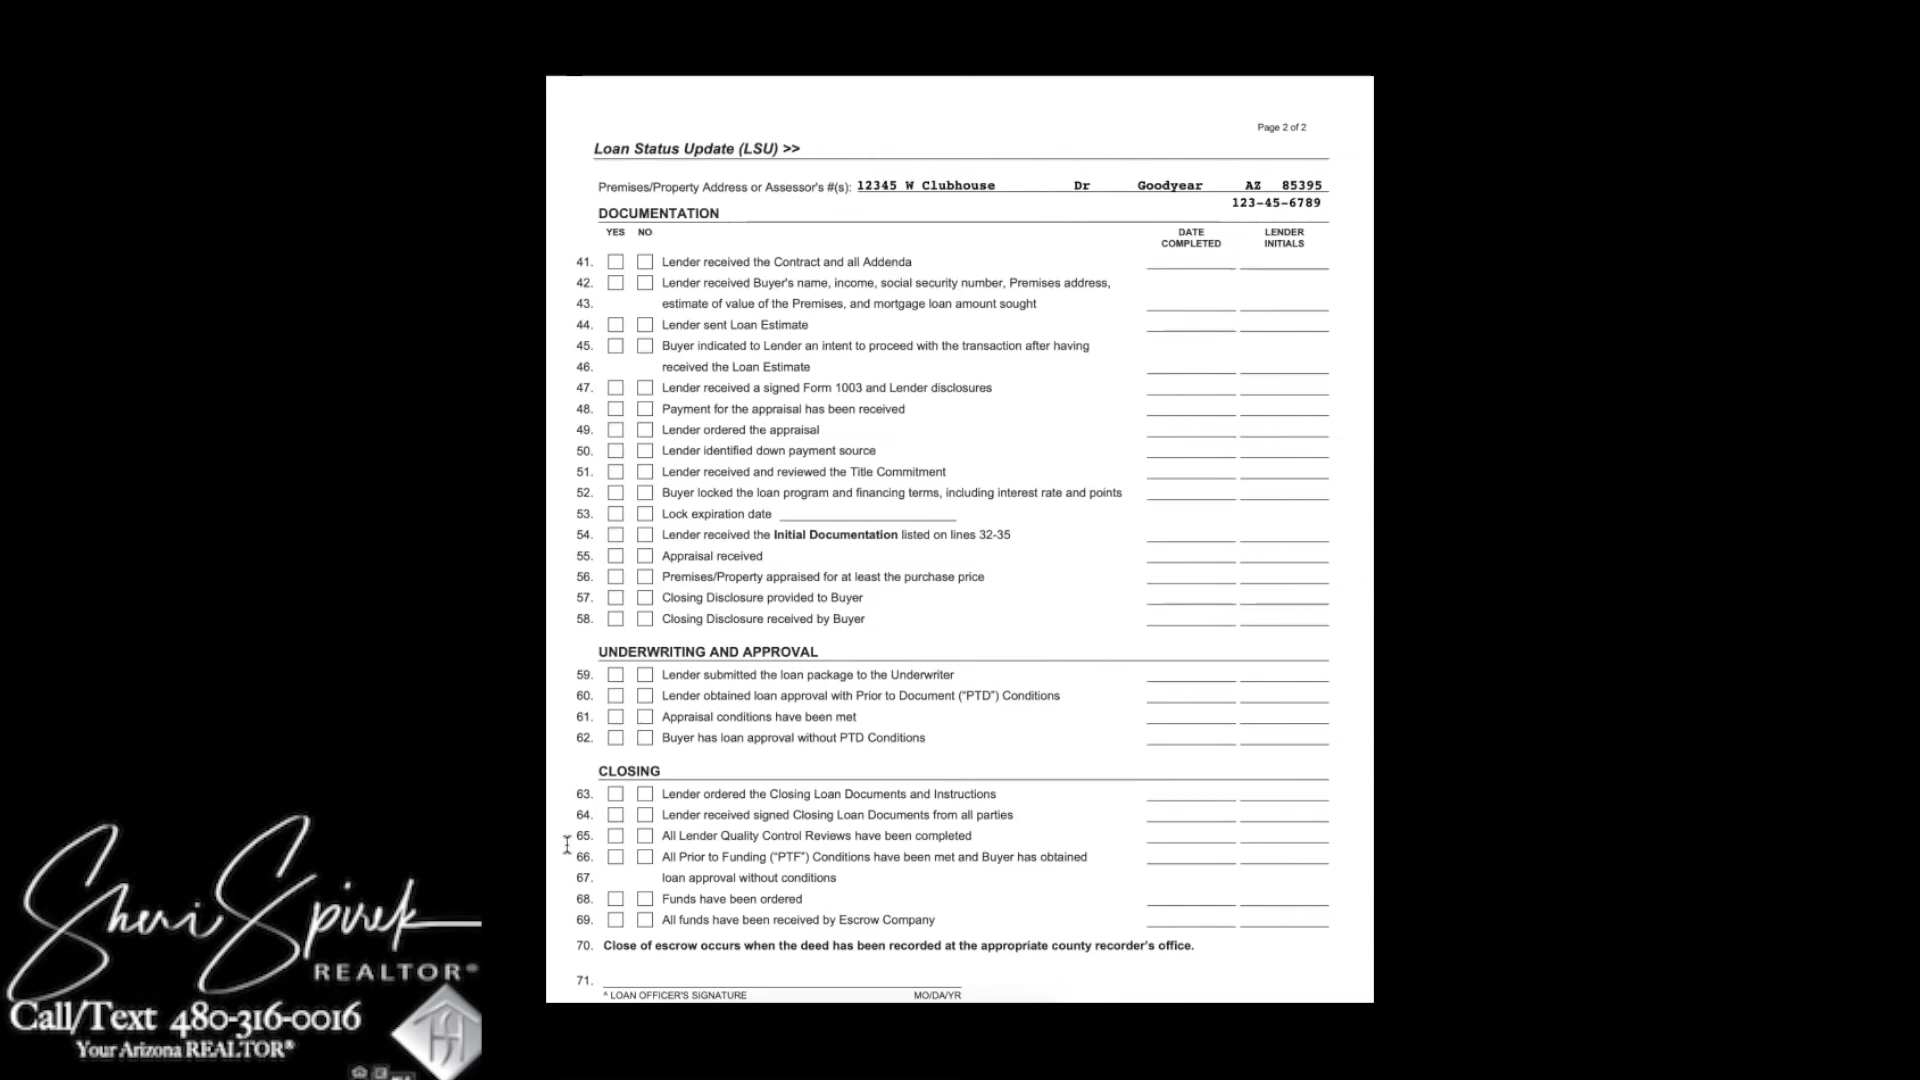 Page 2 of 2
Loan Status Update (LSU) >>
Premises/Property Address or Assessor's #(s): 12345 W Clubhouse Dr Goodyear AZ 85395
123-45-6789
DOCUMENTATION
YES NO DATE COMPLETED LENDER INITIALS
41. Lender received the Contract and all Addenda
42. Lender received Buyer's name, income, social security number, Premises address,
43. estimate of value of the Premises, and mortgage loan amount sought
44. Lender sent Loan Estimate
45. Buyer indicated to Lender an intent to proceed with the transaction after having
46. received the Loan Estimate
47. Lender received a signed Form 1003 and Lender disclosures
48. Payment for the appraisal has been received
49. Lender ordered the appraisal
50. Lender identified down payment source
51. Lender received and reviewed the Title Commitment
52. Buyer locked the loan program and financing terms, including interest rate and points
53. Lock expiration date
54. Lender received the Initial Documentation listed on lines 32-35
55. Appraisal received
56. Premises/Property appraised for at least the purchase price
57. Closing Disclosure provided to Buyer
58. Closing Disclosure received by Buyer
UNDERWRITING AND APPROVAL
59. Lender submitted the loan package to the Underwriter
60. Lender obtained loan approval with Prior to Document ("PTD") Conditions
61. Appraisal conditions have been met
62. Buyer has loan approval without PTD Conditions
CLOSING
63. Lender ordered the Closing Loan Documents and Instructions
64. Lender received signed Closing Loan Documents from all parties
65. All Lender Quality Control Reviews have been completed
66. All Prior to Funding ("PTF") Conditions have been met and Buyer has obtained
67. loan approval without conditions
68. Funds have been ordered
69. All funds have been received by Escrow Company
70. Close of escrow occurs when the deed has been recorded at the appropriate county recorder's office.
71.
^ LOAN OFFICER'S SIGNATURE MO/DA/YR
Sheri Spirek
REALTOR®
Call/Text 480-316-0016
Your Arizona REALTOR®